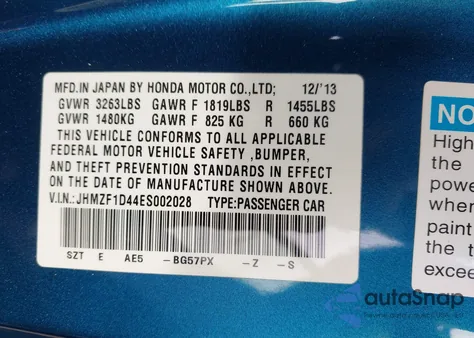 MFD.IN JAPAN BY HONDA MOTOR CO.,LTD; 12/'13
GVWR 3263LBS GAWR F 1819LBS R 1455LBS
GVWR 1480KG GAWR F 825 KG R 660 KG
THIS VEHICLE CONFORMS TO ALL APPLICABLE
FEDERAL MOTOR VEHICLE SAFETY ,BUMPER,
AND THEFT PREVENTION STANDARDS IN EFFECT
ON THE DATE OF MANUFACTURE SHOWN ABOVE.
V.I.N.: JHMZF1D44ES002028 TYPE:PASSENGER CAR
SZT E AE5 -BG57PX -Z -S
NO
High
the
powe
wher
paint
the t
excee
autoSnap